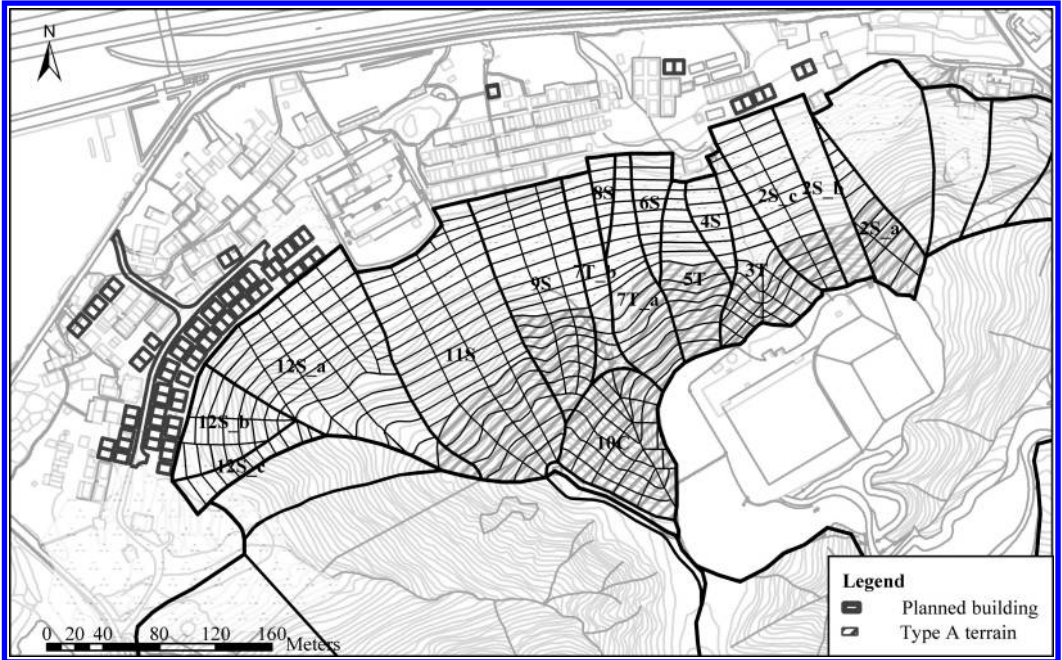 N
8S
6S
2S_c
2S_b
4S
2S_a
9S
7T_b
7T_a
5T
3T
11S
12S_a
12S_b
12S_c
10C
Legend
Planned building
Type A terrain
0 20 40 80 120 160 Meters